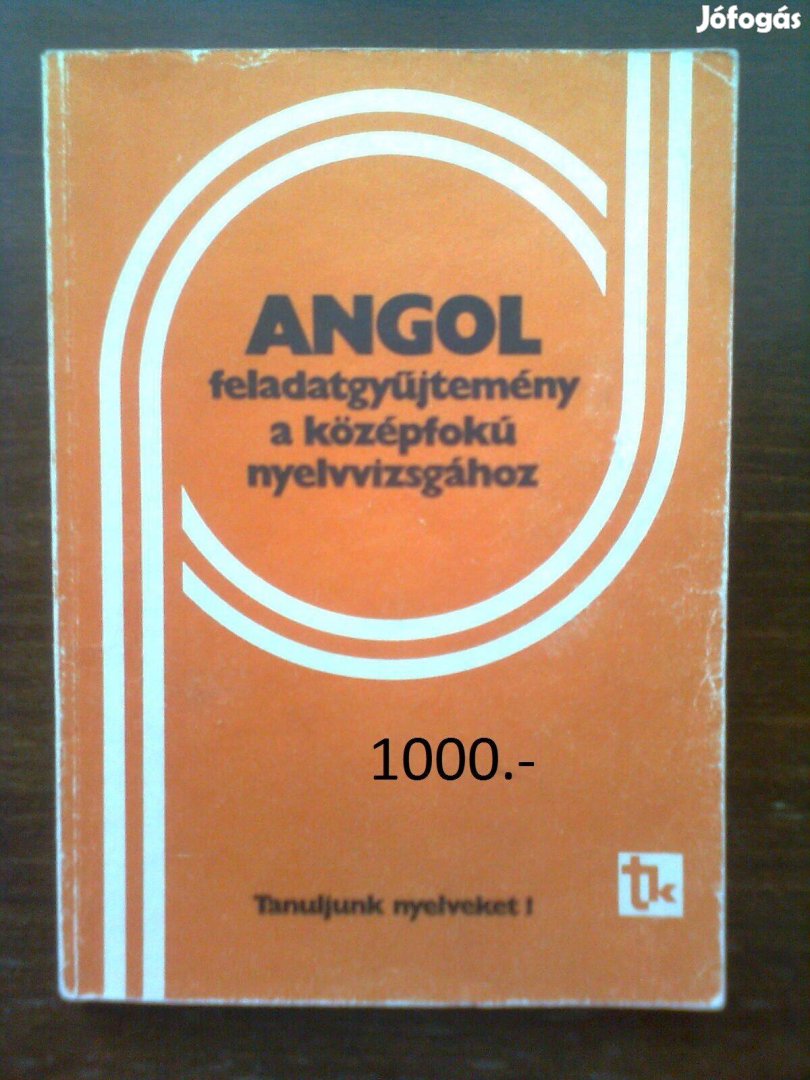 Jófogás
ANGOL
feladatgyűjtemény
a középfokú
nyelvvizsgához
1000.-
Tanuljunk nyelveket!
tk